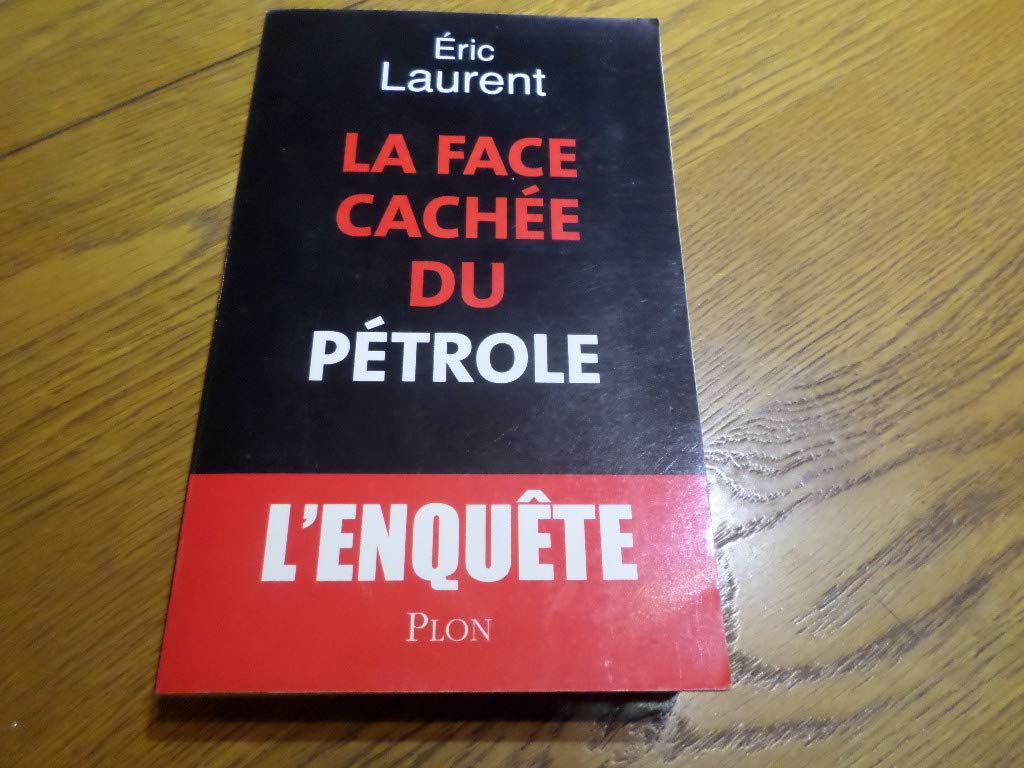 Éric
Laurent
LA FACE
CACHÉE
DU
PÉTROLE
L'ENQUÊTE
PLON